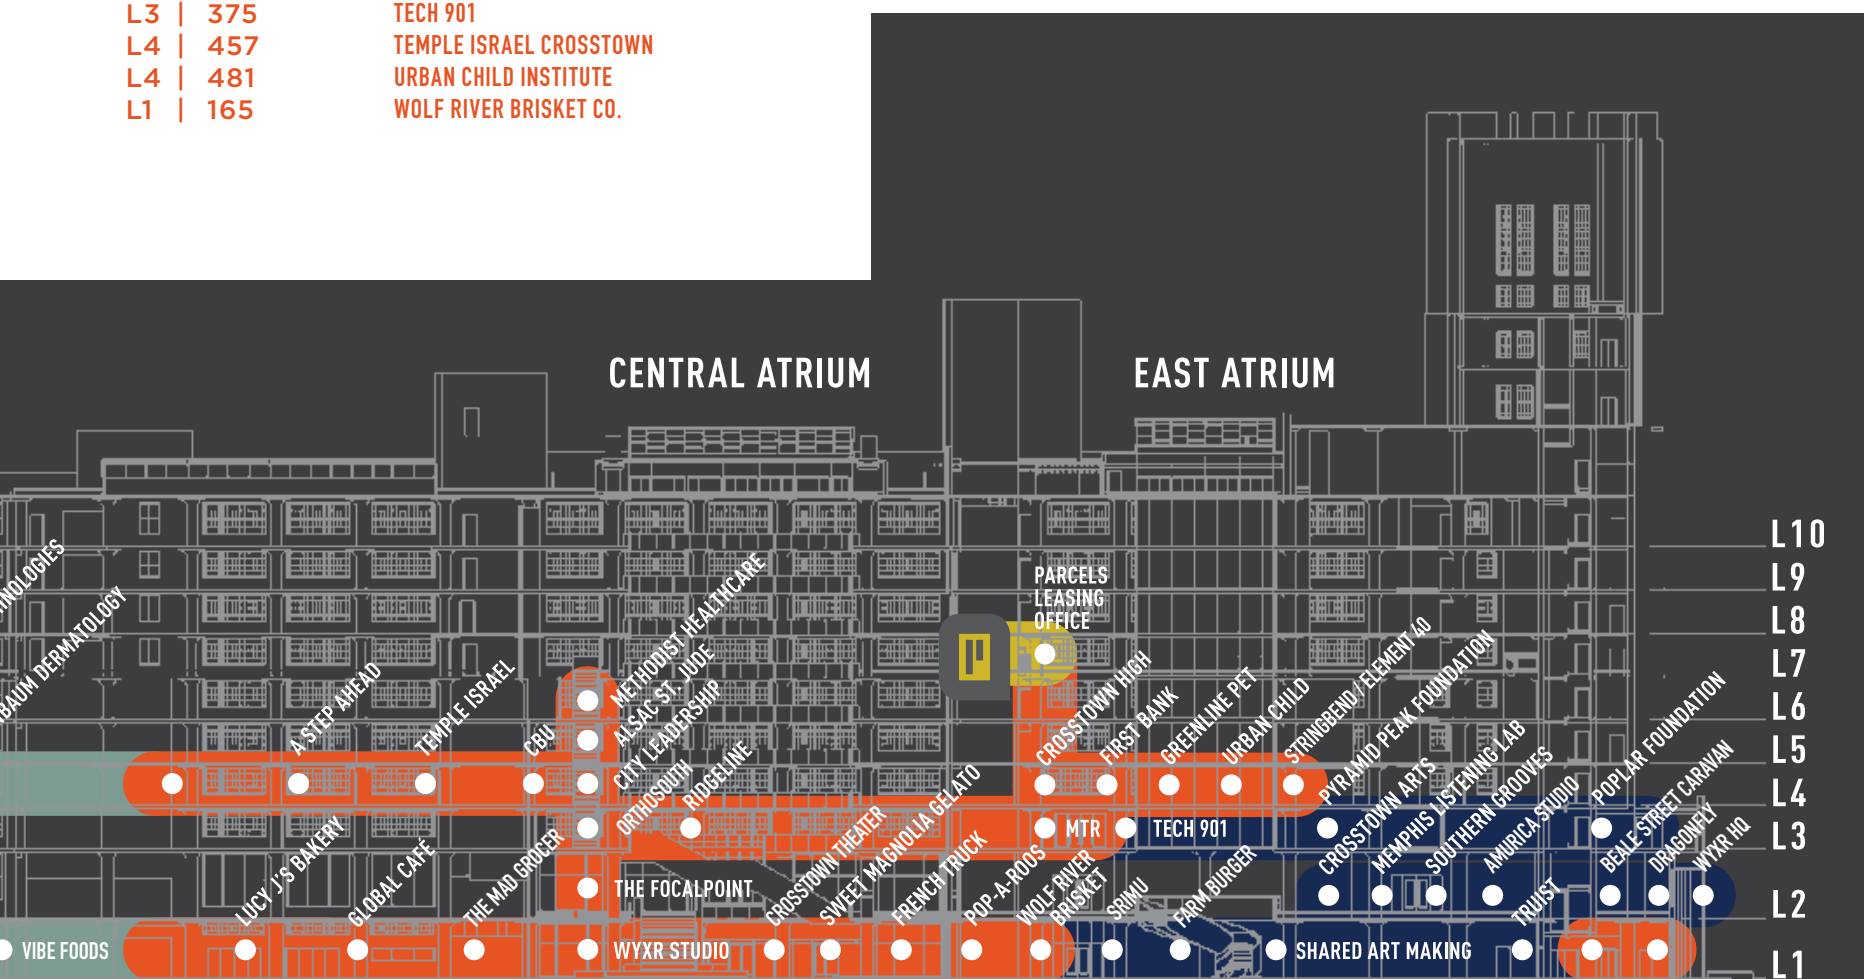 L3 | 375 TECH 901
L4 | 457 TEMPLE ISRAEL CROSSTOWN
L4 | 481 URBAN CHILD INSTITUTE
L1 | 165 WOLF RIVER BRISKET CO.
CENTRAL ATRIUM
EAST ATRIUM
L10
L9
L8
L7
L6
L5
L4
L3
L2
L1
PARCELS
LEASING
OFFICE
BAUM DERMATOLOGY
A STEP AHEAD
TEMPLE ISRAEL
CBU
METHODIST HEALTHCARE
ALSAC ST. JUDE
CITY LEADERSHIP
ORTHOSOUTH
RIDGELINE
CROSSTOWN HIGH
FIRST BANK
GREENLINE PET
URBAN CHILD
STRINGBEND / ELEMENT 40
MTR
TECH 901
PYRAMID PEAK FOUNDATION
POPLAR FOUNDATION
THE FOCALPOINT
CROSSTOWN ARTS
MEMPHIS LISTENING LAB
SOUTHERN GROOVES
AMURICA STUDIO
BEALE STREET CARAVAN
DRAGONFLY
WYXR HQ
VIBE FOODS
LUCY J'S BAKERY
GLOBAL CAFÉ
THE MAD GROCER
WYXR STUDIO
CROSSTOWN THEATER
SWEET MAGNOLIA GELATO
FRENCH TRUCK
POP-A-ROOS
WOLF RIVER
BRISKET
SRIMU
FARM BURGER
SHARED ART MAKING
TRUIST